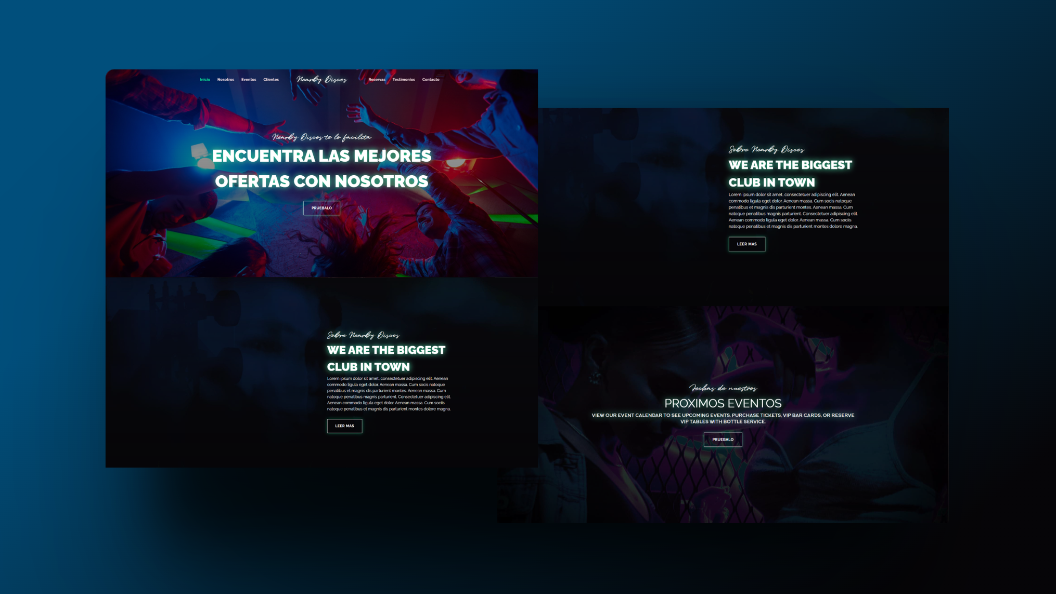 Inicio Nosotros Eventos Clientes Nearby Discos Reservas Testimonios Contacto
Nearby Discos te lo facilita
ENCUENTRA LAS MEJORES
OFERTAS CON NOSOTROS
PRUEBALO
Sobre Nearby Discos
WE ARE THE BIGGEST
CLUB IN TOWN
Lorem ipsum dolor sit amet, consectetuer adipiscing elit. Aenean
commodo ligula eget dolor. Aenean massa. Cum sociis natoque
penatibus et magnis dis parturient montes. Aenean massa. Cum
natoque penatibus et magnis parturient. Consectetuer adipiscing elit.
Aenean commodo ligula eget dolor. Aenean massa. Cum sociis
natoque penatibus et magnis dis parturient montes dolore magna.
LEER MAS
Sobre Nearby Discos
WE ARE THE BIGGEST
CLUB IN TOWN
Lorem ipsum dolor sit amet, consectetuer adipiscing elit. Aenean
commodo ligula eget dolor. Aenean massa. Cum sociis natoque
penatibus et magnis dis parturient montes. Aenean massa. Cum
natoque penatibus et magnis parturient. Consectetuer adipiscing elit.
Aenean commodo ligula eget dolor. Aenean massa. Cum sociis
natoque penatibus et magnis dis parturient montes dolore magna.
LEER MAS
Fechas de nuestros
PROXIMOS EVENTOS
VIEW OUR EVENT CALENDAR TO SEE UPCOMING EVENTS, PURCHASE TICKETS, VIP BAR CARDS, OR RESERVE
VIP TABLES WITH BOTTLE SERVICE.
PRUEBALO